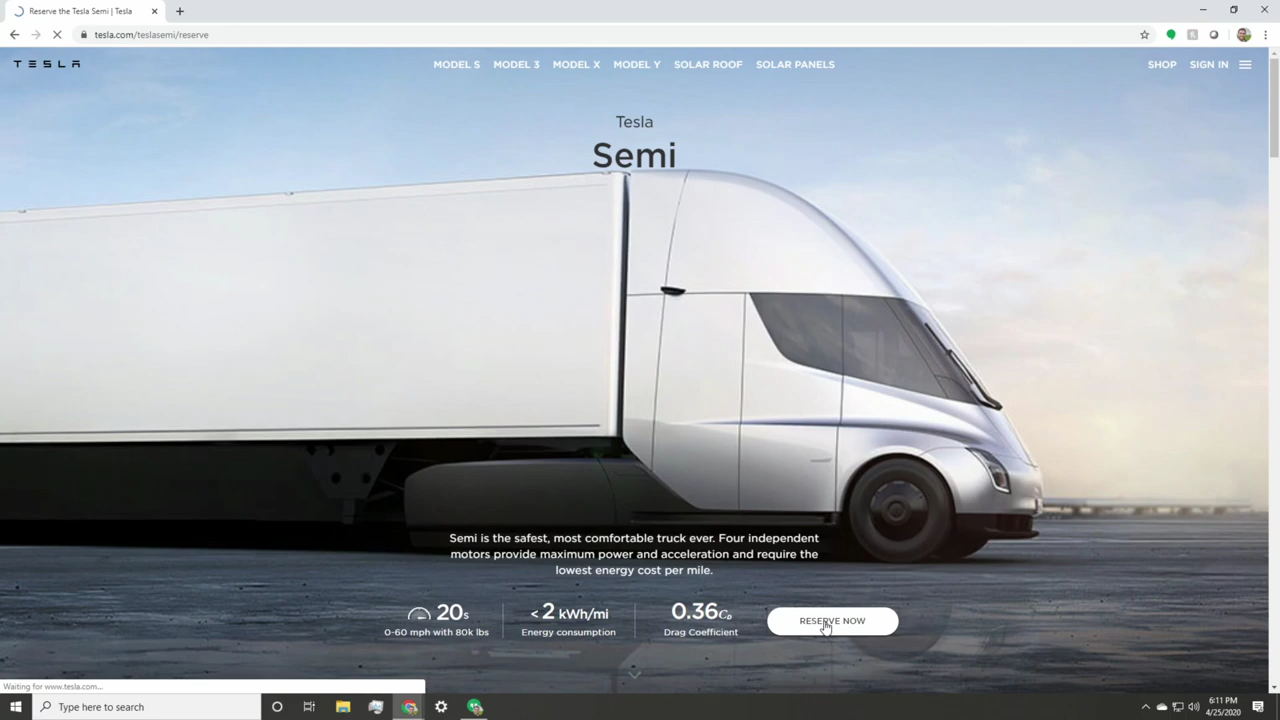 Reserve the Tesla Semi | Tesla
tesla.com/teslasemi/reserve
TESLA
MODEL S MODEL 3 MODEL X MODEL Y SOLAR ROOF SOLAR PANELS
SHOP SIGN IN
Tesla
Semi
Semi is the safest, most comfortable truck ever. Four independent
motors provide maximum power and acceleration and require the
lowest energy cost per mile.
20s
0-60 mph with 80k lbs
< 2 kWh/mi
Energy consumption
0.36Cd
Drag Coefficient
RESERVE NOW
Waiting for www.tesla.com...
Type here to search
6:11 PM
4/25/2020